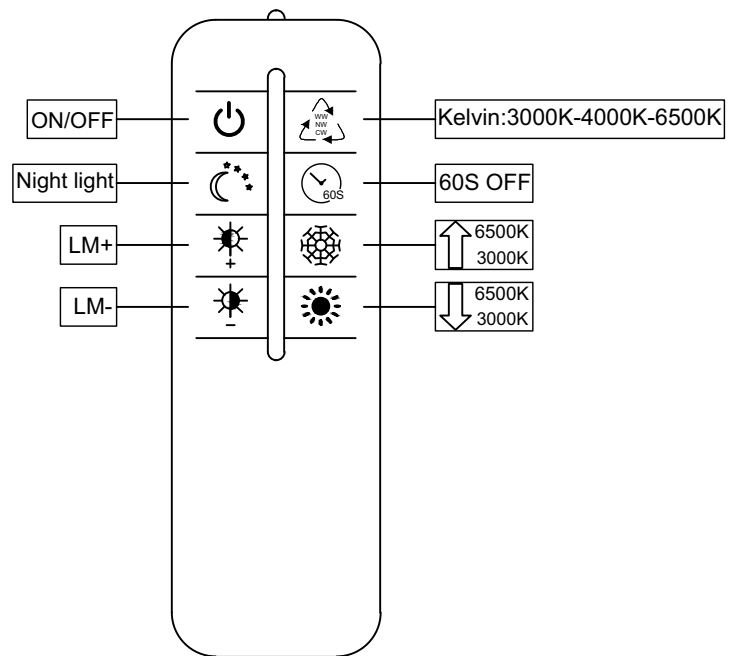 ON/OFF
WW
NW
CW
Kelvin:3000K-4000K-6500K
Night light
60S
60S OFF
LM+
+
6500K
3000K
LM-
−
6500K
3000K